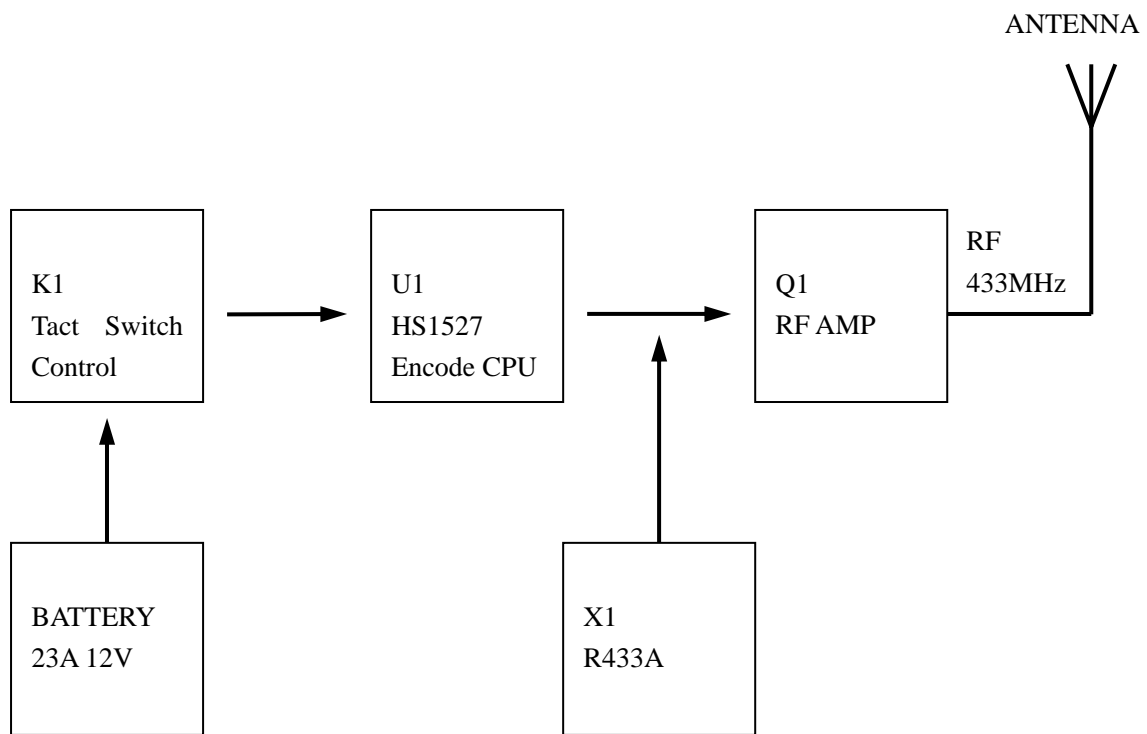 ANTENNA
K1
Tact Switch
Control
U1
HS1527
Encode CPU
Q1
RF AMP
RF
433MHz
BATTERY
23A 12V
X1
R433A